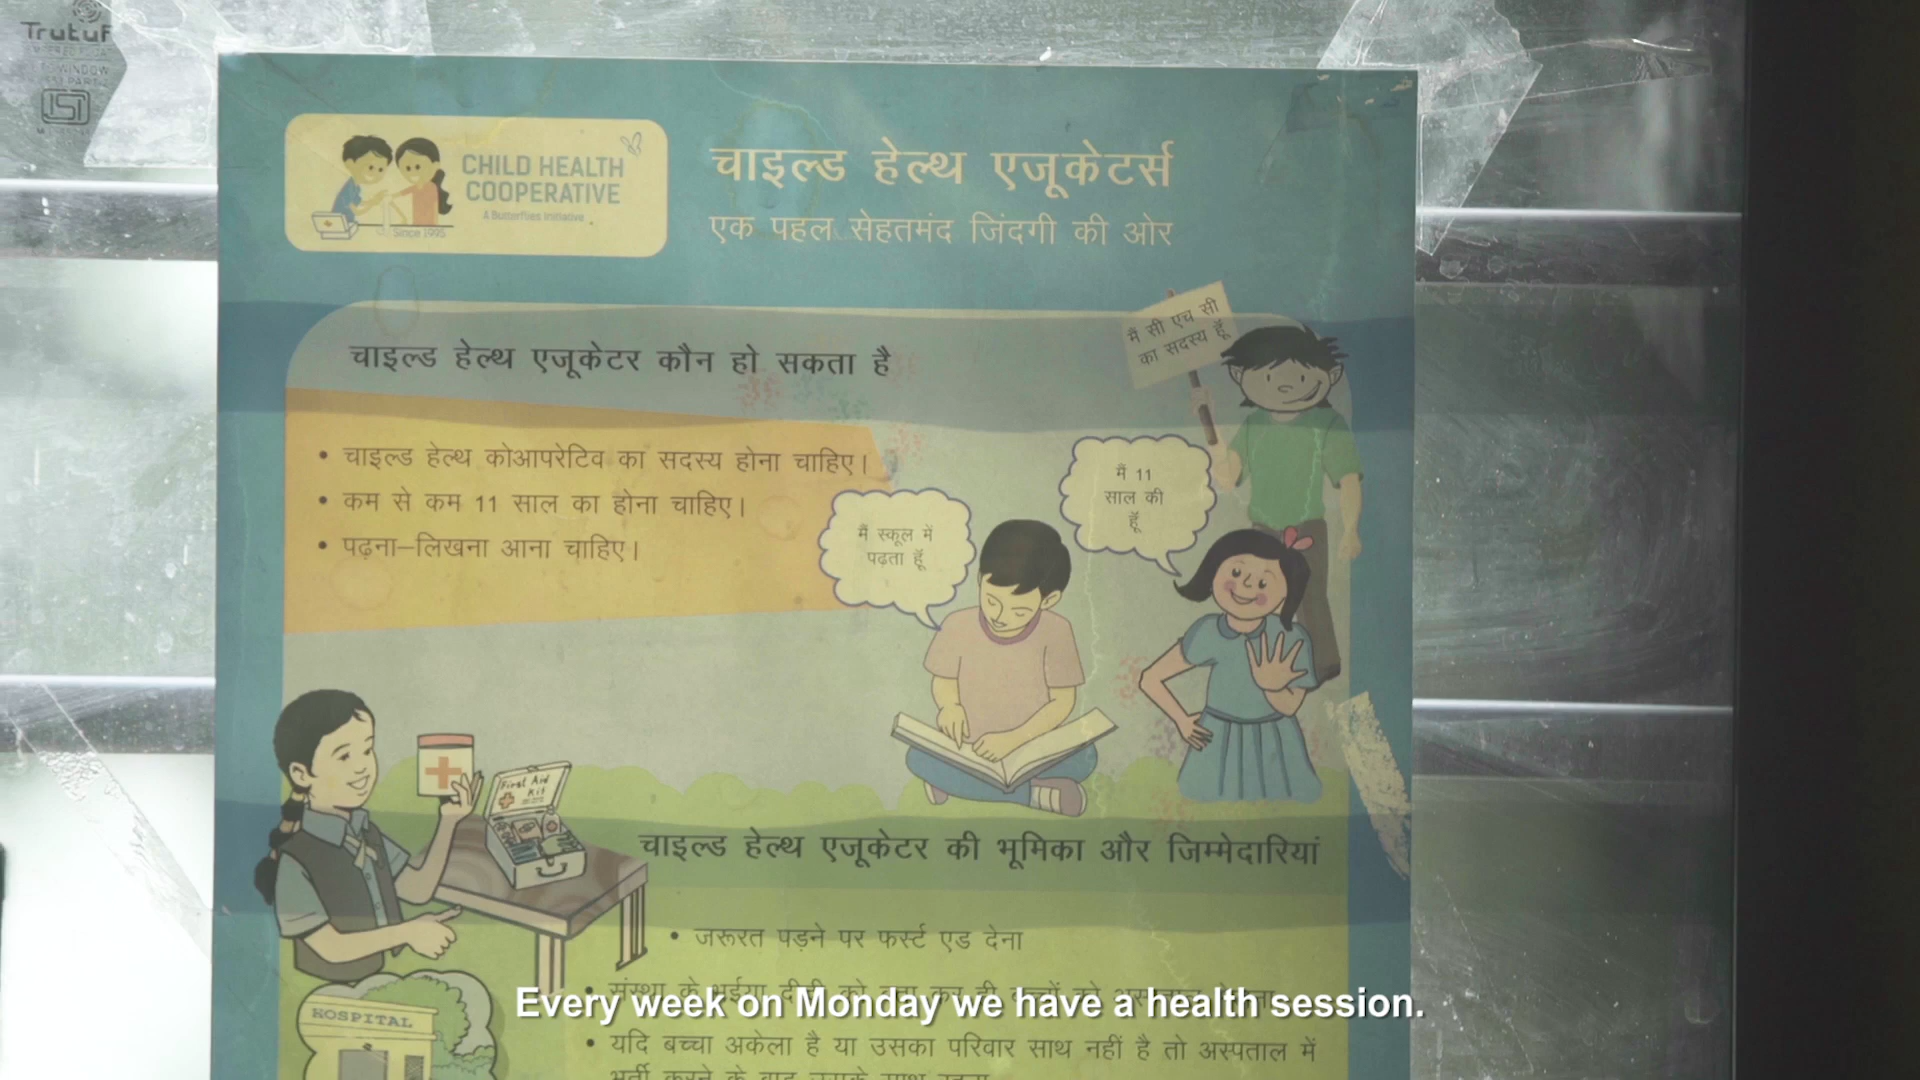 CHILD HEALTH
COOPERATIVE
A Butterflies Initiative
Since 1995
चाइल्ड हेल्थ एजूकेटर्स
एक पहल सेहतमंद जिंदगी की ओर
चाइल्ड हेल्थ एजूकेटर कौन हो सकता है
• चाइल्ड हेल्थ कोआपरेटिव का सदस्य होना चाहिए।
• कम से कम 11 साल का होना चाहिए।
• पढ़ना–लिखना आना चाहिए।
मैं सी एच सी
का सदस्य हूँ
मैं 11
साल की
हूँ
मैं स्कूल में
पढ़ता हूँ
First Aid
Kit
चाइल्ड हेल्थ एजूकेटर की भूमिका और जिम्मेदारियां
• जरूरत पड़ने पर फर्स्ट एड देना
• संस्था के भईया दीदी को
Every week on Monday we have a health session.
HOSPITAL
• यदि बच्चा अकेला है या उसका परिवार साथ नहीं है तो अस्पताल में